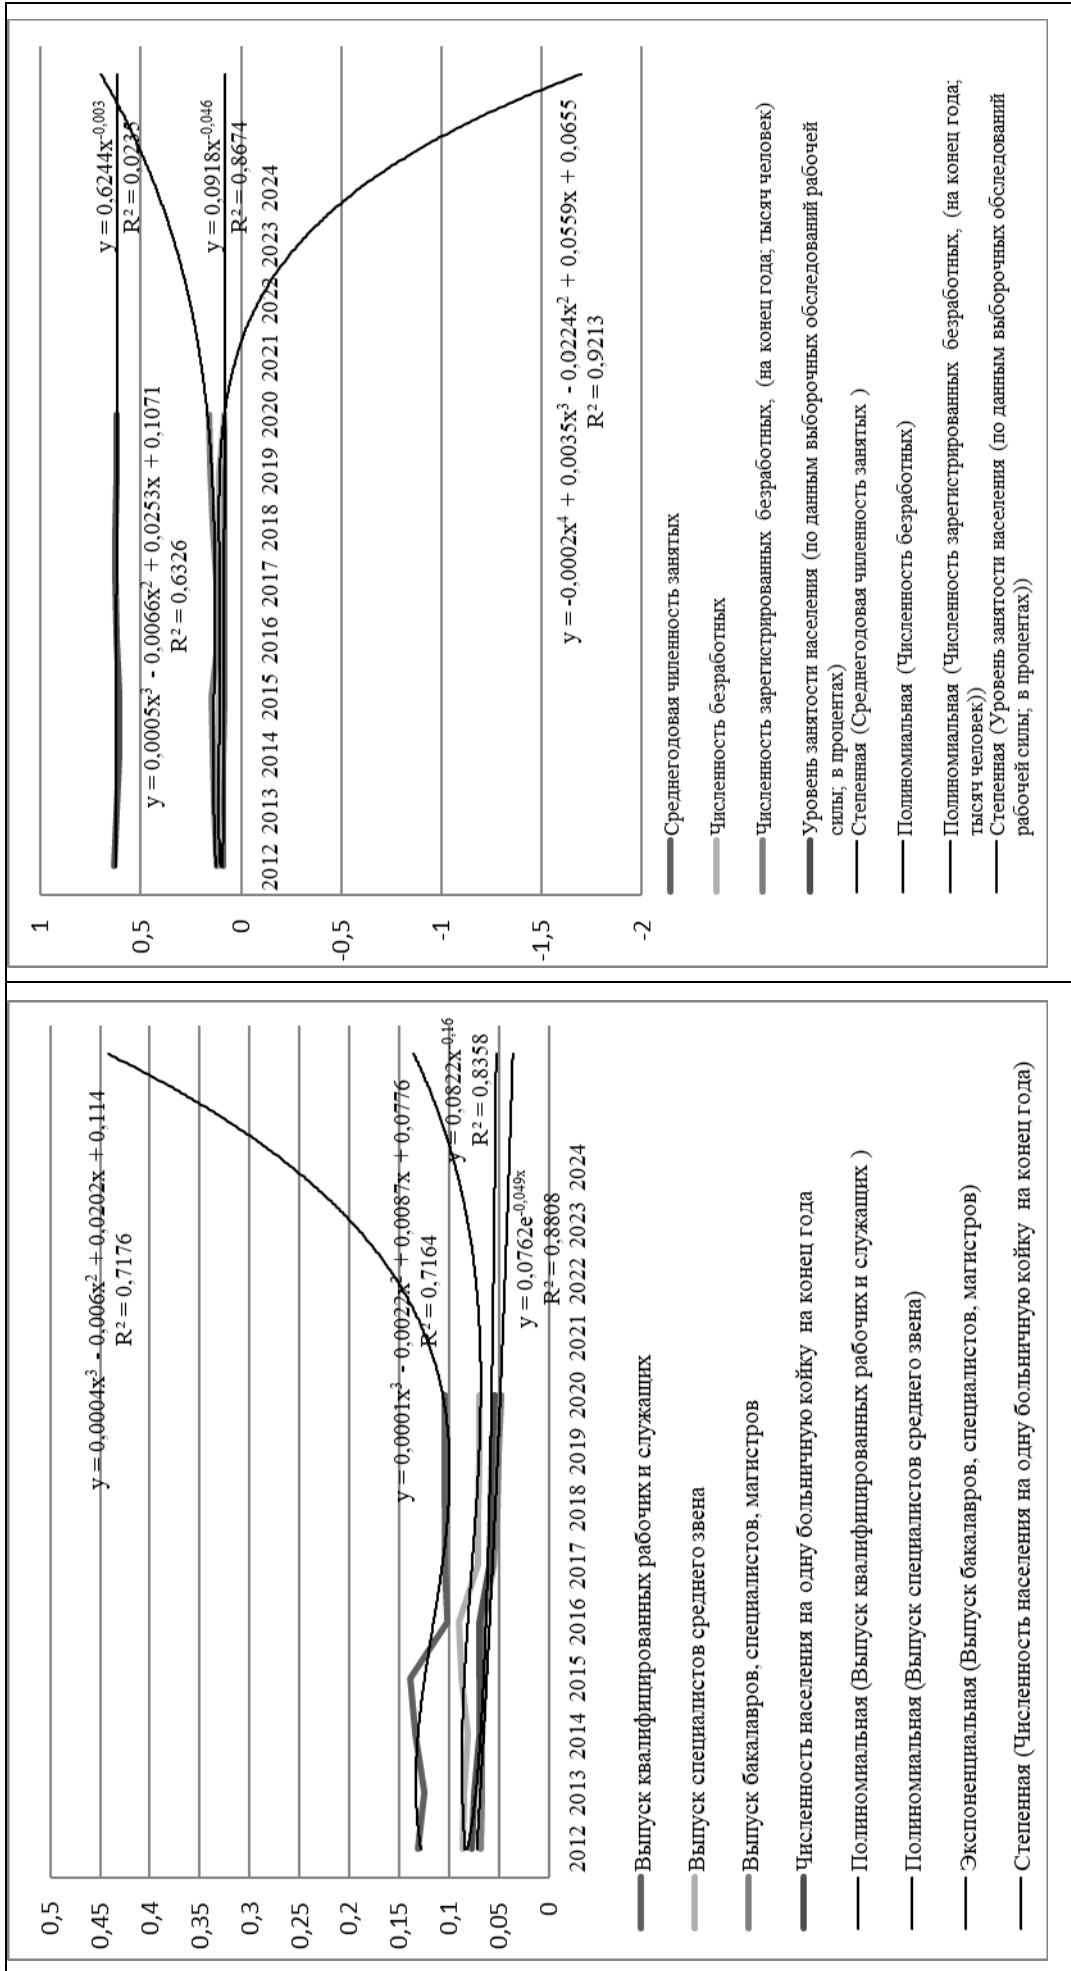 0,5
0,45
0,4
0,35
0,3
0,25
0,2
0,15
0,1
0,05
0
y = 0,0004x³ - 0,006x² + 0,0202x + 0,114
R² = 0,7176
y = 0,0001x³ - 0,0022x² + 0,0087x + 0,0776
R² = 0,7164
y = 0,0822x^-0,16
R² = 0,8358
y = 0,0762e^-0,049x
R² = 0,8808
2012 2013 2014 2015 2016 2017 2018 2019 2020 2021 2022 2023 2024
Выпуск квалифицированных рабочих и служащих
Выпуск специалистов среднего звена
Выпуск бакалавров, специалистов, магистров
Численность населения на одну больничную койку на конец года
Полиномиальная (Выпуск квалифицированных рабочих и служащих )
Полиномиальная (Выпуск специалистов среднего звена)
Экспоненциальная (Выпуск бакалавров, специалистов, магистров)
Степенная (Численность населения на одну больничную койку на конец года)
1
0,5
0
-0,5
-1
-1,5
-2
y = 0,6244x^-0,003
R² = 0,0235
y = 0,0918x^-0,046
R² = 0,8674
y = 0,0005x³ - 0,0066x² + 0,0253x + 0,1071
R² = 0,6326
2012 2013 2014 2015 2016 2017 2018 2019 2020 2021 2022 2023 2024
y = -0,0002x⁴ + 0,0035x³ - 0,0224x² + 0,0559x + 0,0655
R² = 0,9213
Среднегодовая чиленность занятых
Численность безработных
Численность зарегистрированных безработных, (на конец года; тысяч человек)
Уровень занятости населения (по данным выборочных обследований рабочей
силы; в процентах)
Степенная (Среднегодовая чиленность занятых )
Полиномиальная (Численность безработных)
Полиномиальная (Численность зарегистрированных безработных, (на конец года;
тысяч человек))
Степенная (Уровень занятости населения (по данным выборочных обследований
рабочей силы; в процентах))